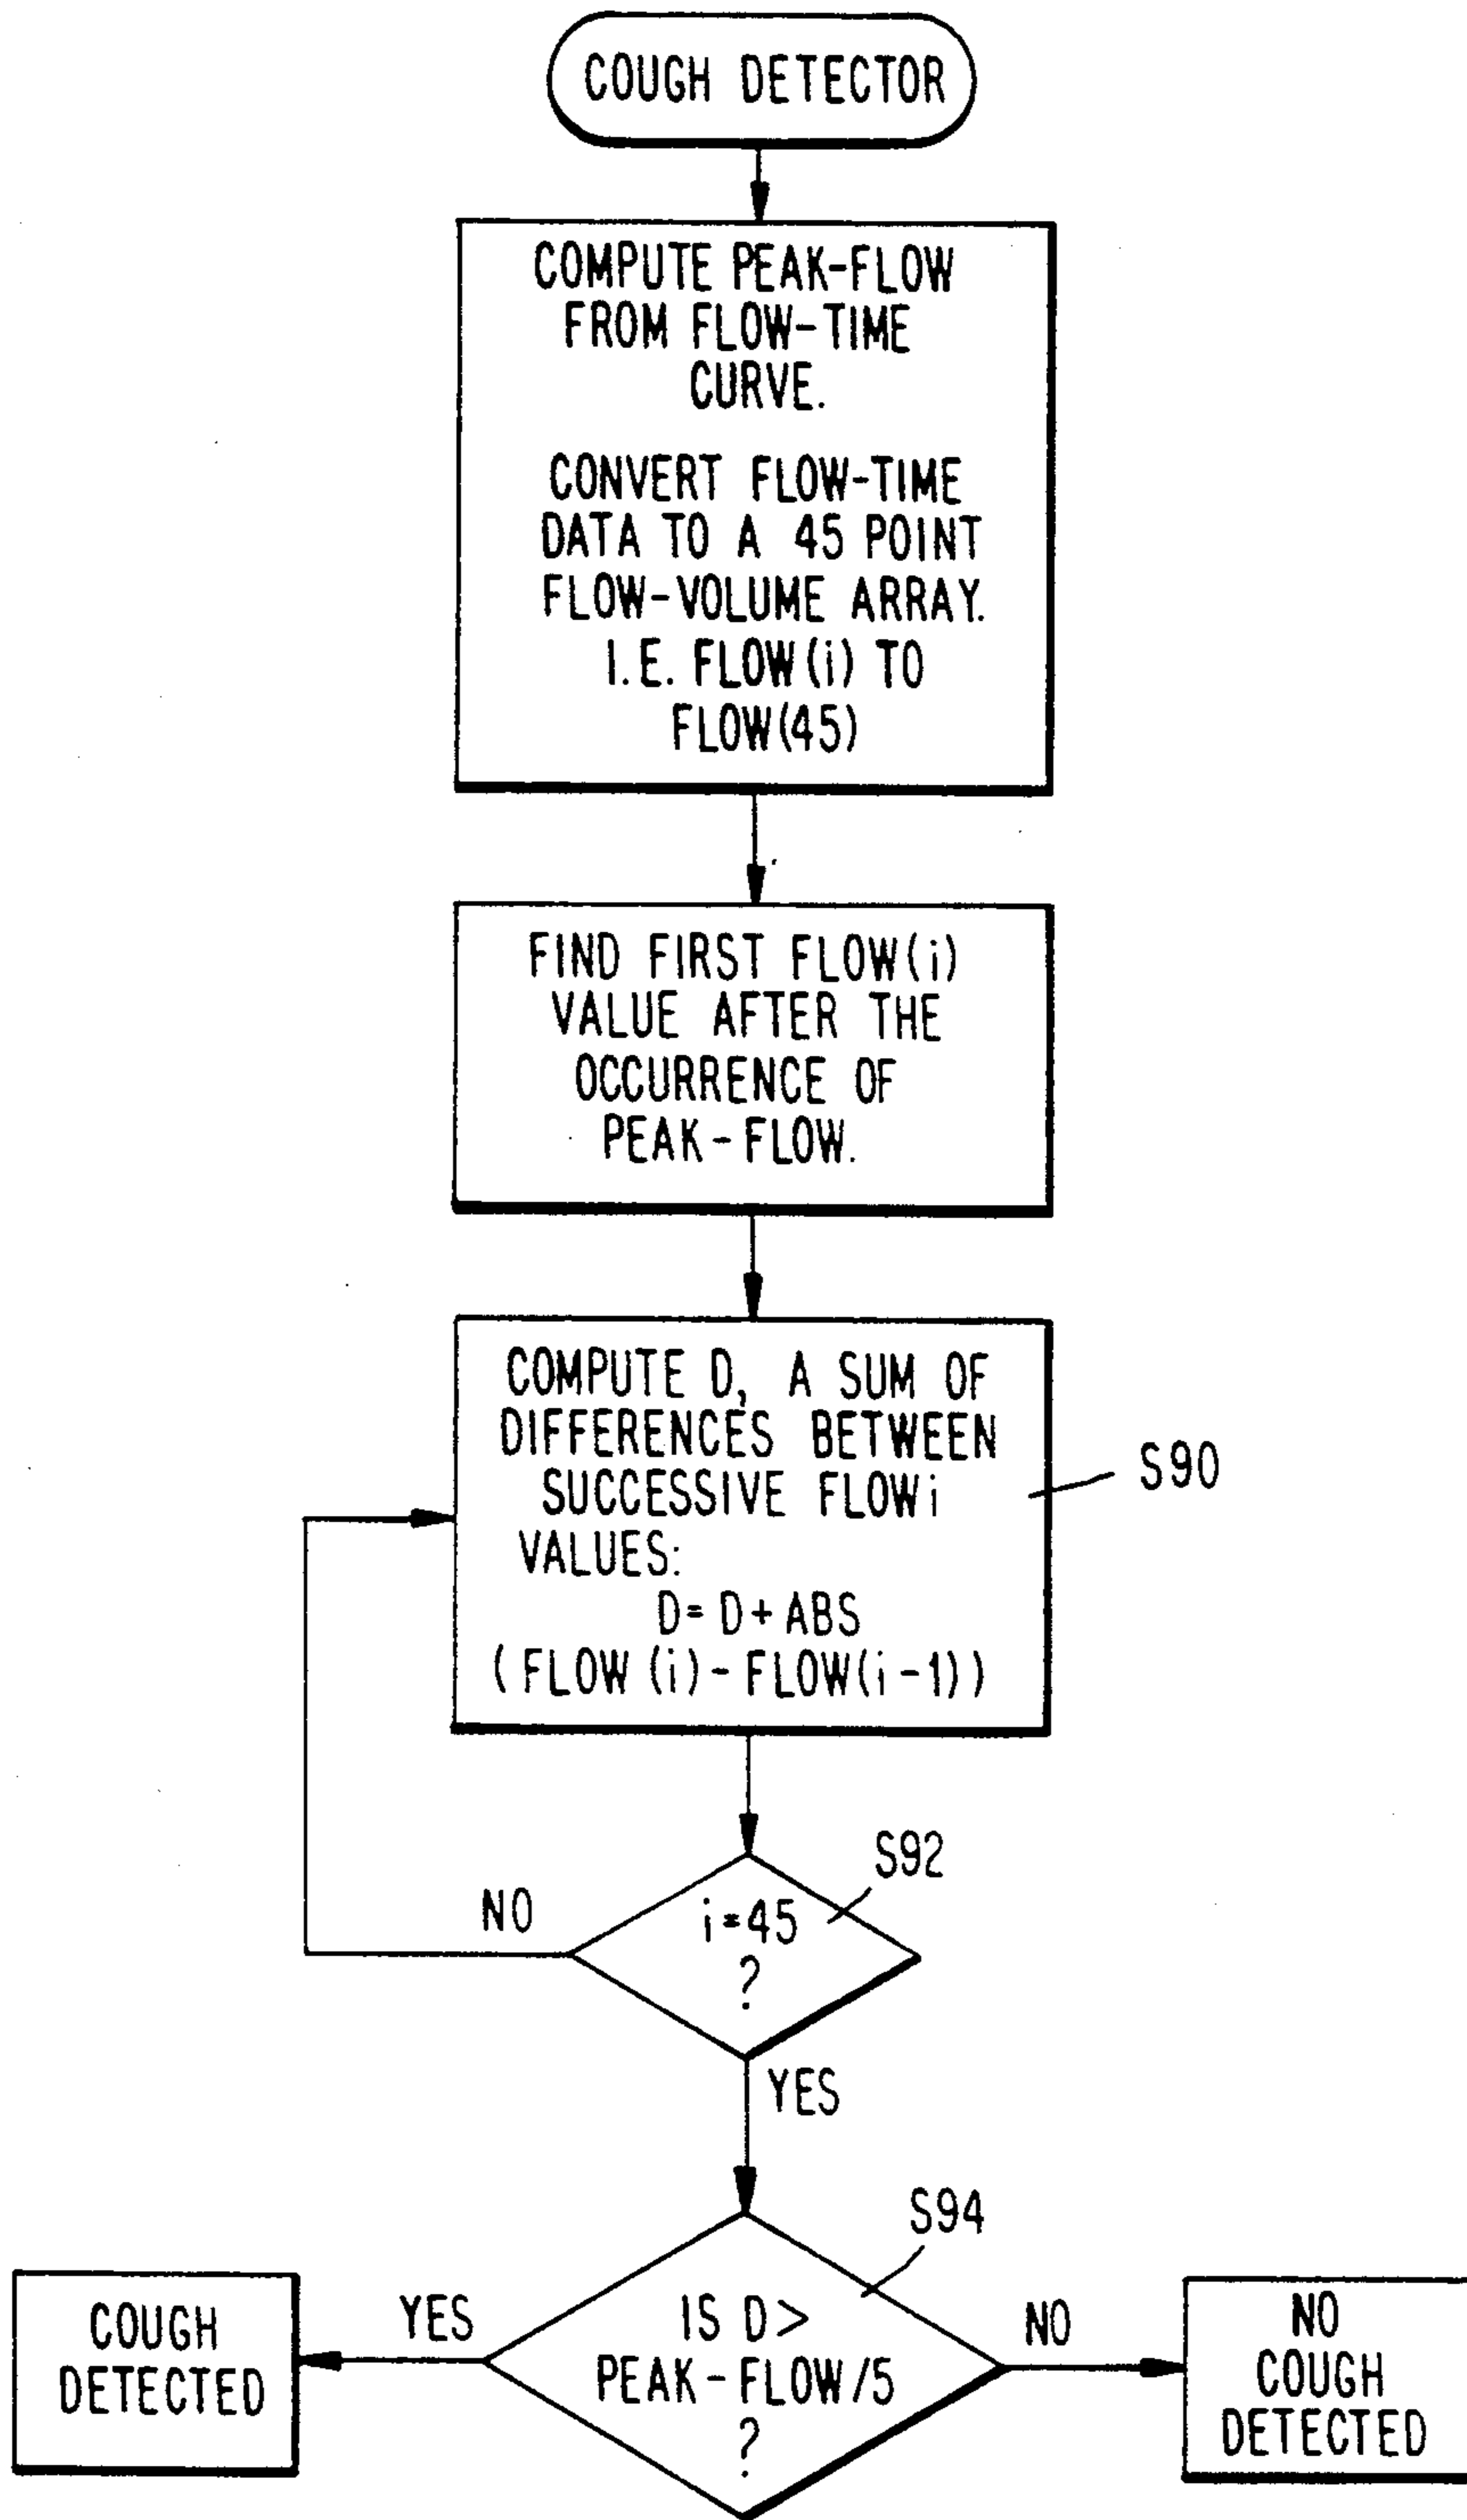 COUGH DETECTOR
COMPUTE PEAK-FLOW
FROM FLOW-TIME
CURVE.
CONVERT FLOW-TIME
DATA TO A 45 POINT
FLOW-VOLUME ARRAY.
I.E. FLOW(i) TO
FLOW(45)
FIND FIRST FLOW(i)
VALUE AFTER THE
OCCURRENCE OF
PEAK-FLOW.
COMPUTE D, A SUM OF
DIFFERENCES BETWEEN
SUCCESSIVE FLOWi
VALUES:
D=D+ABS
(FLOW(i)-FLOW(i-1))
S90
S92
NO
i=45
?
YES
S94
IS D>
PEAK-FLOW/5
?
YES
COUGH
DETECTED
NO
NO
COUGH
DETECTED